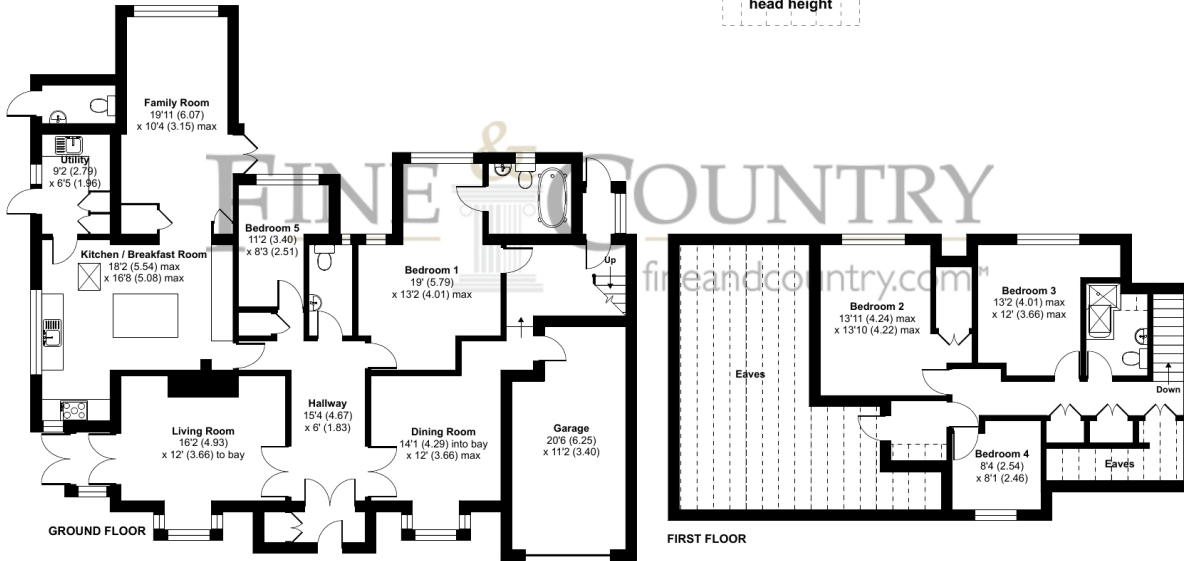 head height
Family Room
19'11 (6.07)
x 10'4 (3.15) max
Utility
9'2 (2.79)
x 6'5 (1.96)
Kitchen / Breakfast Room
18'2 (5.54) max
x 16'8 (5.08) max
Bedroom 5
11'2 (3.40)
x 8'3 (2.51)
Bedroom 1
19' (5.79)
x 13'2 (4.01) max
Up
Living Room
16'2 (4.93)
x 12' (3.66) to bay
Hallway
15'4 (4.67)
x 6' (1.83)
Dining Room
14'1 (4.29) into bay
x 12' (3.66) max
Garage
20'6 (6.25)
x 11'2 (3.40)
GROUND FLOOR
FINE & COUNTRY
fineandcountry.com™
Eaves
Bedroom 2
13'11 (4.24) max
x 13'10 (4.22) max
Bedroom 3
13'2 (4.01) max
x 12' (3.66) max
Down
Bedroom 4
8'4 (2.54)
x 8'1 (2.46)
Eaves
FIRST FLOOR